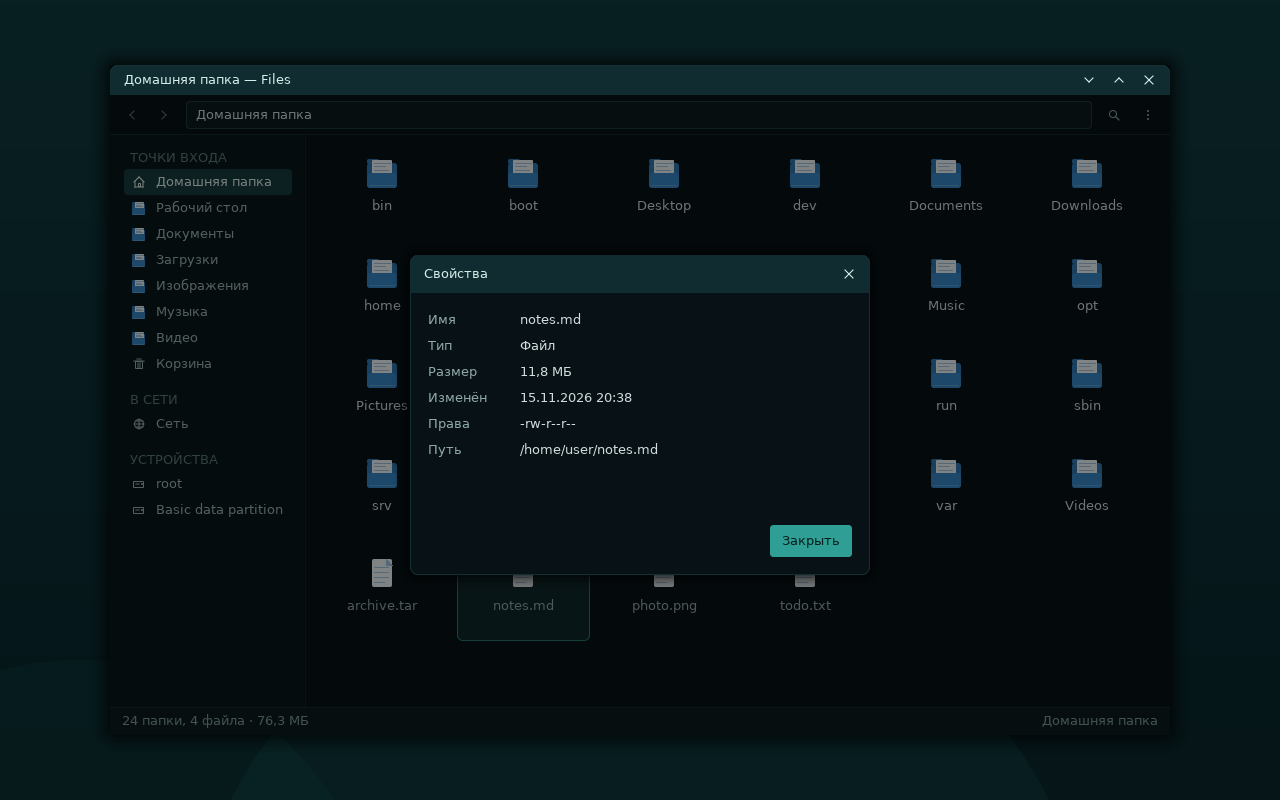 Домашняя папка — Files
Домашняя папка
ТОЧКИ ВХОДА
Домашняя папка
Рабочий стол
Документы
Загрузки
Изображения
Музыка
Видео
Корзина
В СЕТИ
Сеть
УСТРОЙСТВА
root
Basic data partition
bin boot Desktop dev Documents Downloads
home Music opt
Pictures run sbin
srv var Videos
archive.tar notes.md photo.png todo.txt
Свойства
Имя notes.md
Тип Файл
Размер 11,8 МБ
Изменён 15.11.2026 20:38
Права -rw-r--r--
Путь /home/user/notes.md
Закрыть
24 папки, 4 файла · 76,3 МБ
Домашняя папка